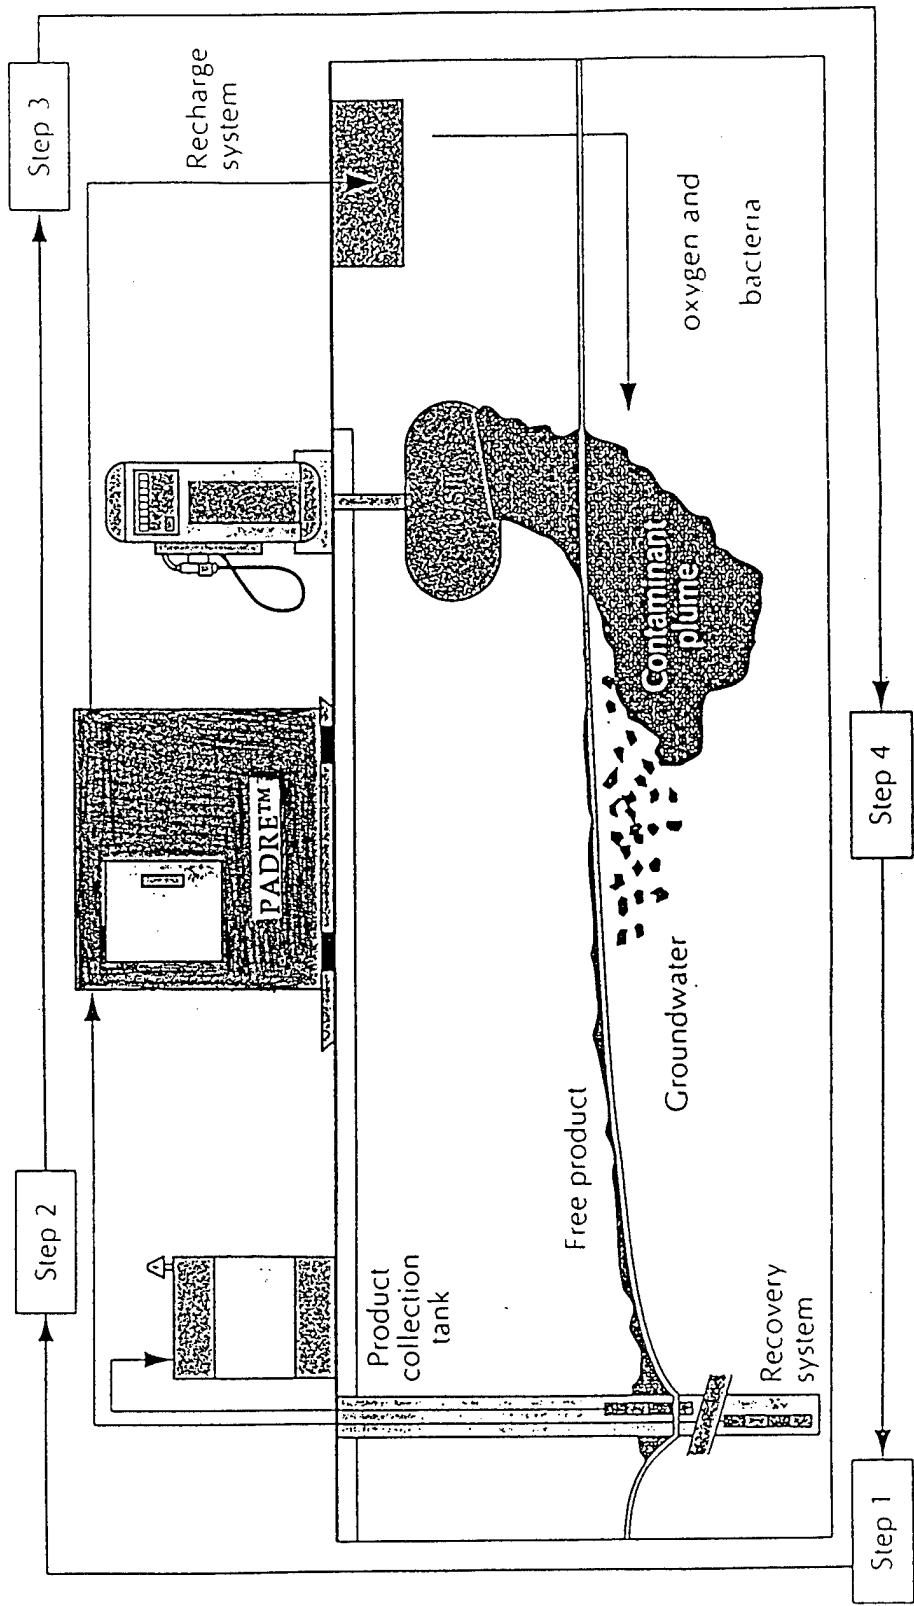 Step 2
Step 3
Recharge
system
PADRE™
Product
collection
tank
UST
Free product
Contaminant
plume
oxygen and
bacteria
Groundwater
Recovery
system
Step 1
Step 4